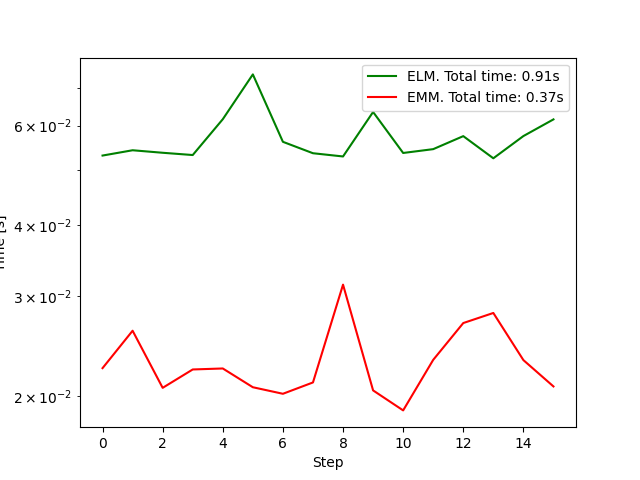 ELM. Total time: 0.91s
EMM. Total time: 0.37s
6 × 10⁻²
4 × 10⁻²
3 × 10⁻²
2 × 10⁻²
Time [s]
0 2 4 6 8 10 12 14
Step